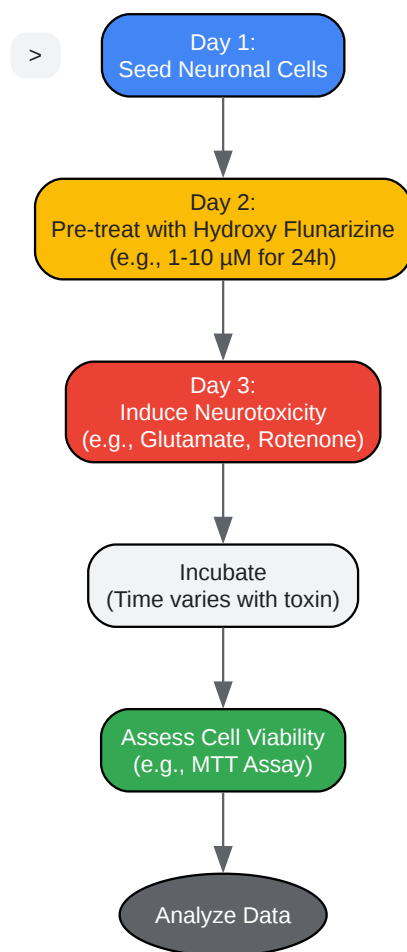 >
Day 1:
Seed Neuronal Cells
Day 2:
Pre-treat with Hydroxy Flunarizine
(e.g., 1-10 µM for 24h)
Day 3:
Induce Neurotoxicity
(e.g., Glutamate, Rotenone)
Incubate
(Time varies with toxin)
Assess Cell Viability
(e.g., MTT Assay)
Analyze Data